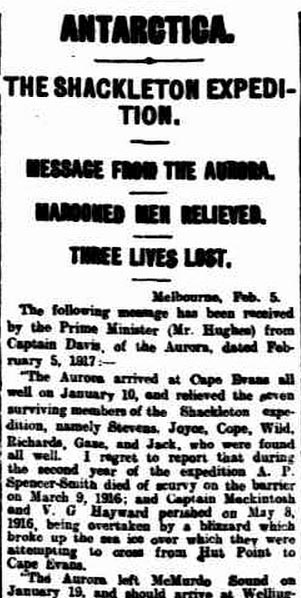 ANTARCTICA.
THE SHACKLETON EXPEDI-
TION.
MESSAGE FROM THE AURORA.
MAROONED MEN RELIEVED.
THREE LIVES LOST.
Melbourne, Feb. 5.
The following message has been received
by the Prime Minister (Mr. Hughes) from
Captain Davis, of the Aurora, dated Feb-
ruary 5, 1917:—
"The Aurora arrived at Cape Evans all
well on January 10, and relieved the seven
surviving members of the Shackleton expe-
dition, namely Stevens, Joyce, Cope, Wild,
Richards, Gaze, and Jack, who were found
all well. I regret to report that during
the second year of the expedition A. P.
Spencer-Smith died of scurvy on the barrier
on March 9, 1916; and Captain Mackintosh
and V. G Hayward perished on May 8,
1916, being overtaken by a blizzard which
broke up the sea ice over which they were
attempting to cross from Hut Point to
Cape Evans.
"The Aurora left McMurdo Sound on
January 19, and should arrive at Welling-